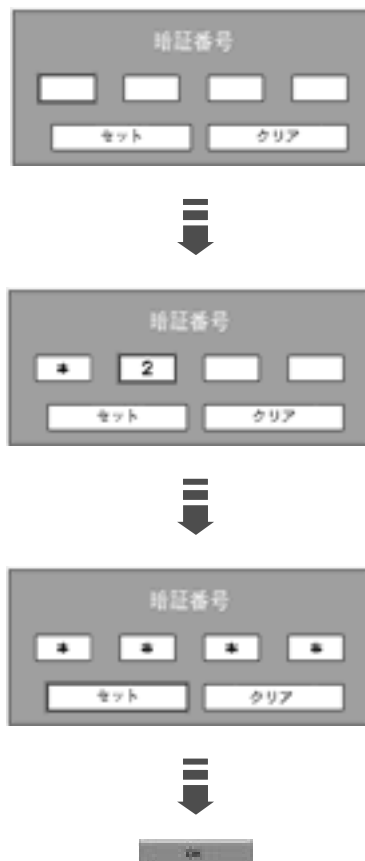 暗証番号
セット クリア
暗証番号
* 2
セット クリア
暗証番号
* * * *
セット クリア